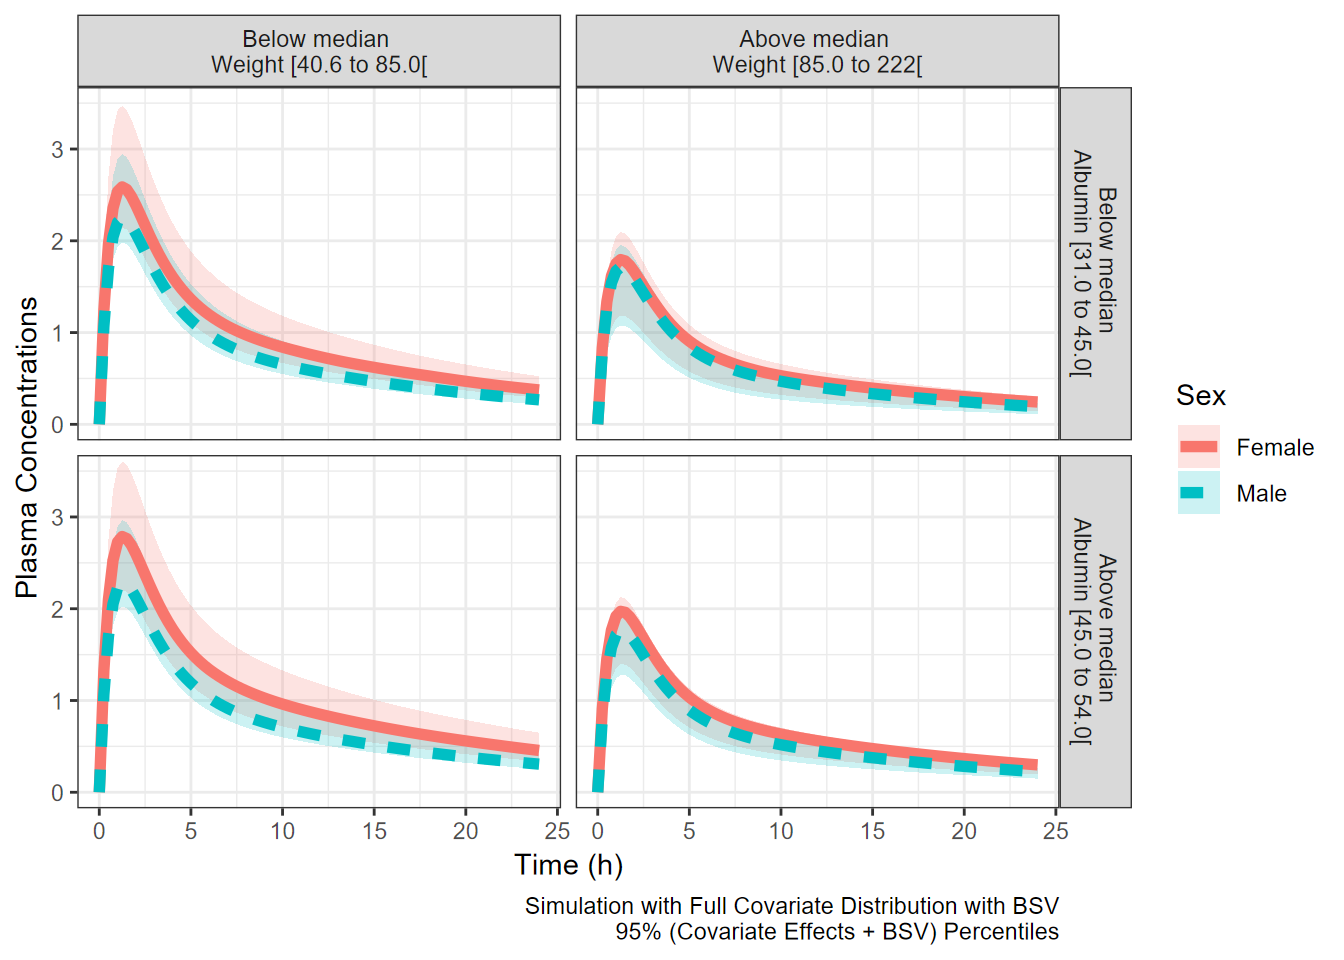 Below median
Weight [40.6 to 85.0[
Above median
Weight [85.0 to 222[
3
2
1
0
Below median
Albumin [31.0 to 45.0[
3
2
1
0
Above median
Albumin [45.0 to 54.0[
Plasma Concentrations
0 5 10 15 20 25
0 5 10 15 20 25
Time (h)
Sex
Female
Male
Simulation with Full Covariate Distribution with BSV
95% (Covariate Effects + BSV) Percentiles